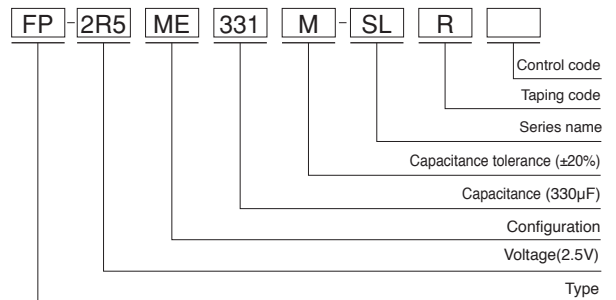 FP-2R5 ME 331 M-SL R
Control code
Taping code
Series name
Capacitance tolerance (±20%)
Capacitance (330µF)
Configuration
Voltage(2.5V)
Type